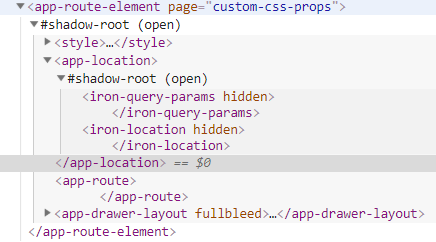 ▼<app-route-element page="custom-css-props">
▼#shadow-root (open)
▶<style>…</style>
▼<app-location>
▼#shadow-root (open)
<iron-query-params hidden>
</iron-query-params>
<iron-location hidden>
</iron-location>
</app-location> == $0
<app-route>
</app-route>
▶<app-drawer-layout fullbleed>…</app-drawer-layout>
</app-route-element>